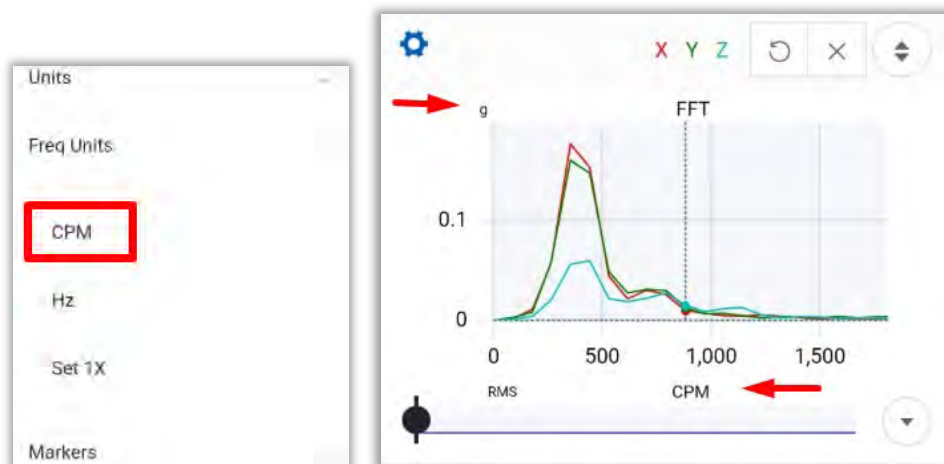 Units
Freq Units
CPM
Hz
Set 1X
Markers
X Y Z
g
FFT
0.1
0
0 500 1,000 1,500
RMS CPM